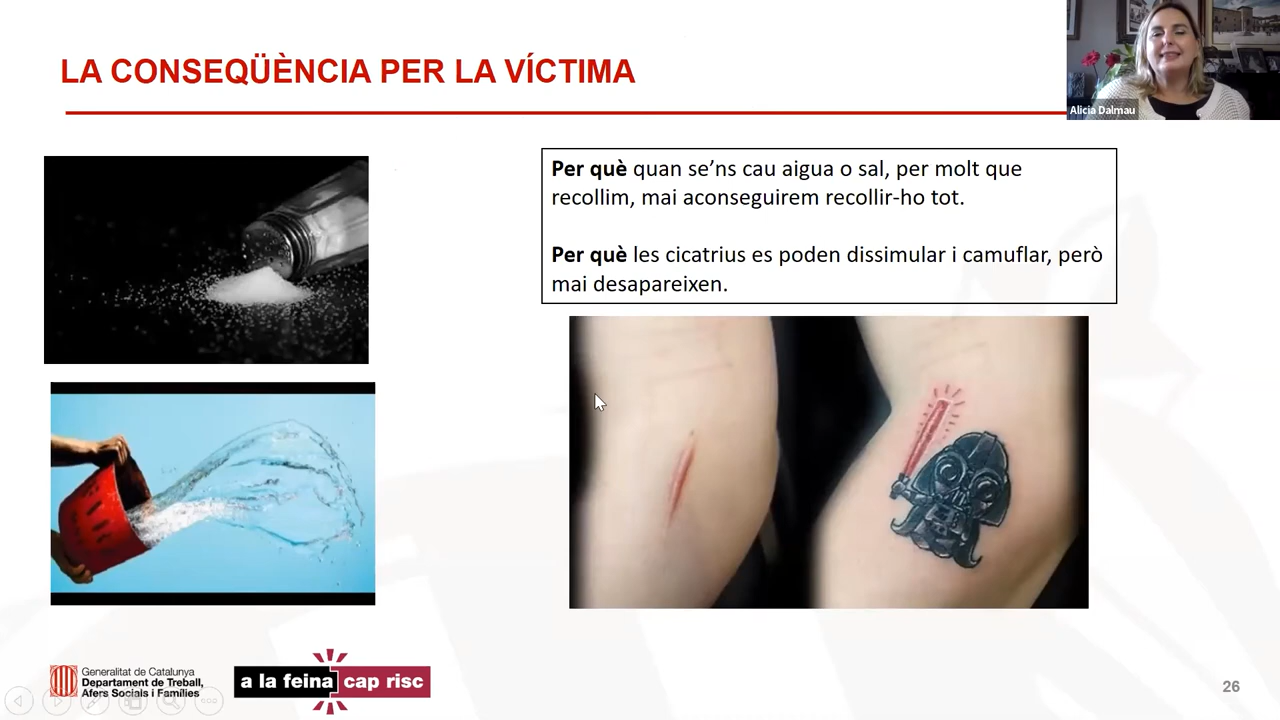 LA CONSEQÜÈNCIA PER LA VÍCTIMA
Alicia Dalmau
Per què quan se’ns cau aigua o sal, per molt que
recollim, mai aconseguirem recollir-ho tot.
Per què les cicatrius es poden dissimular i camuflar, però
mai desapareixen.
Generalitat de Catalunya
Departament de Treball,
Afers Socials i Famílies
a la feina cap risc
26